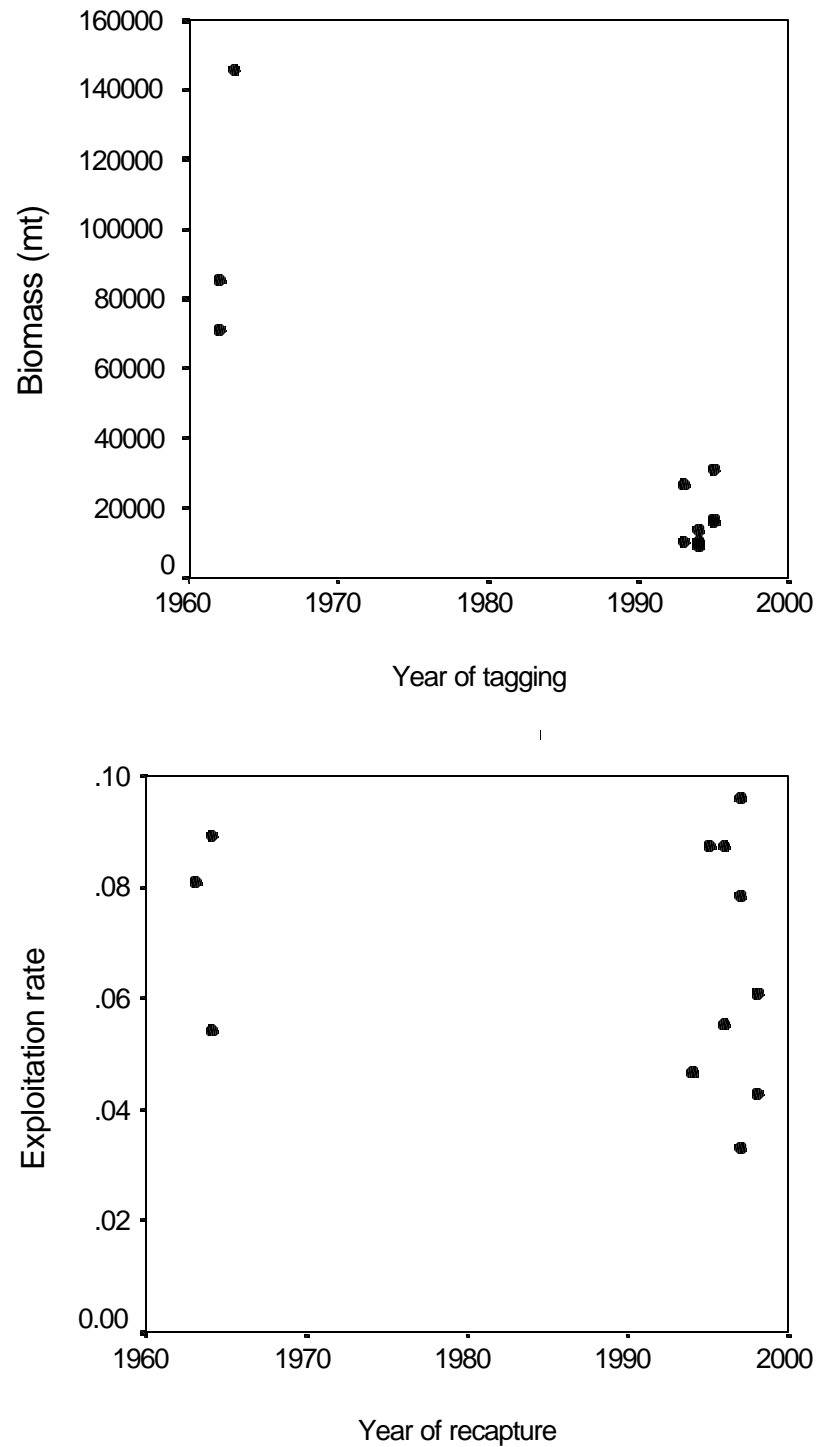 160000
140000
120000
100000
80000
60000
40000
20000
0
Biomass (mt)
1960 1970 1980 1990 2000
Year of tagging
.10
.08
.06
.04
.02
0.00
Exploitation rate
1960 1970 1980 1990 2000
Year of recapture